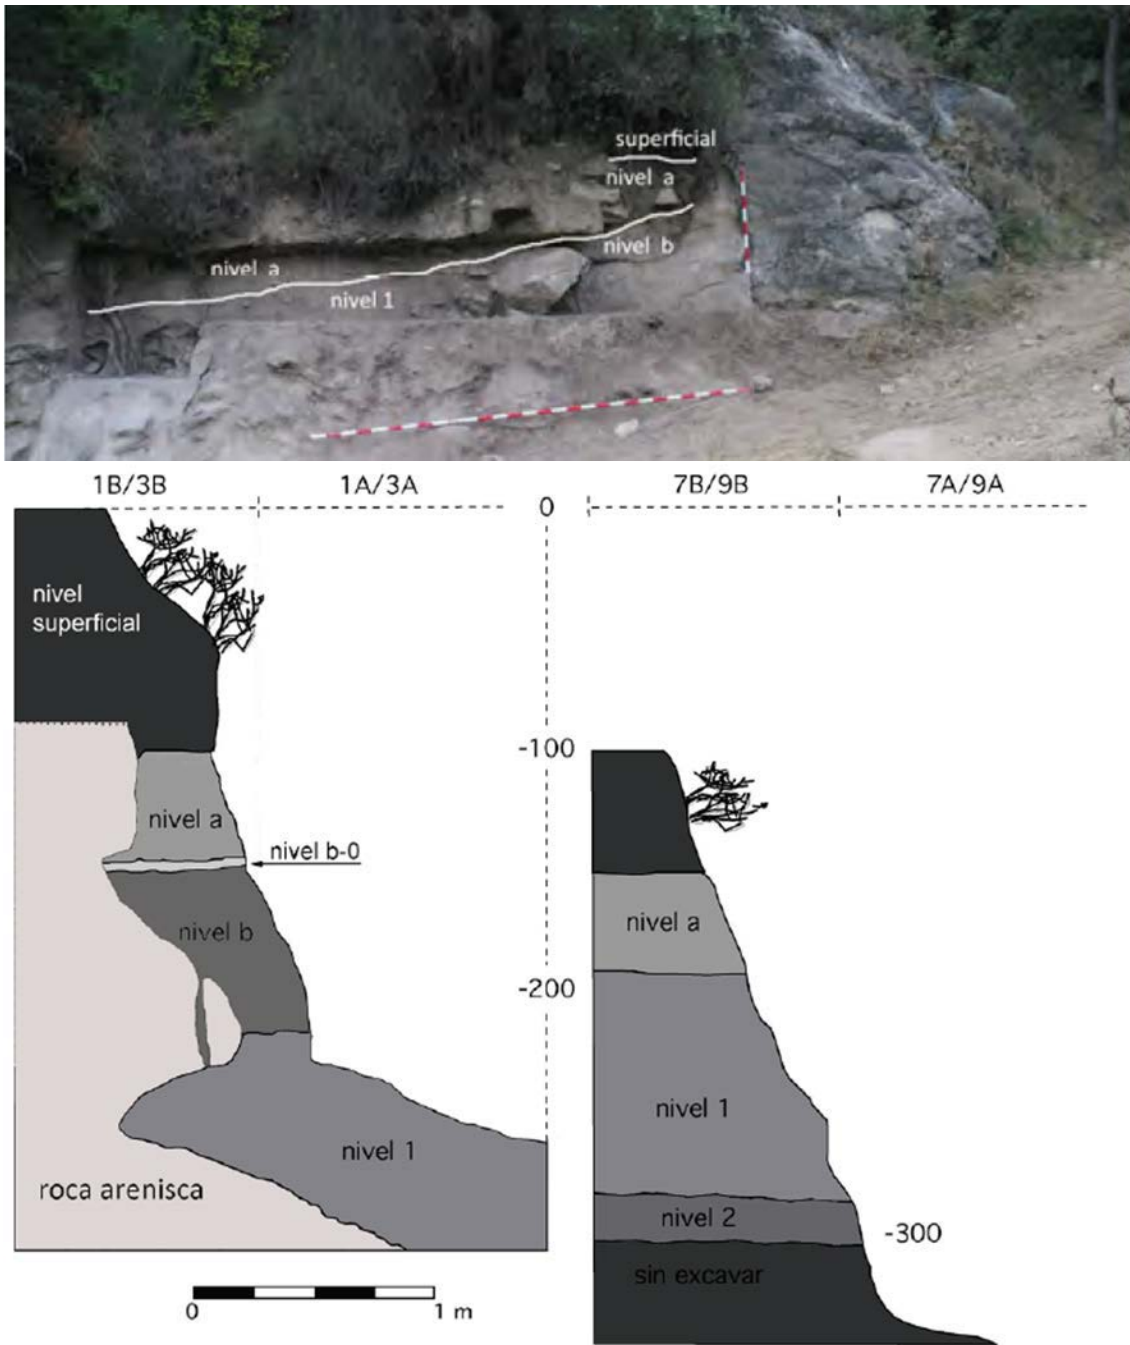 superficial
nivel a
nivel b
nivel a
nivel 1
1B/3B
1A/3A
0
7B/9B
7A/9A
nivel
superficial
-100
nivel a
nivel b-0
nivel a
nivel b
-200
nivel 1
nivel 1
roca arenisca
nivel 2
-300
sin excavar
0
1 m